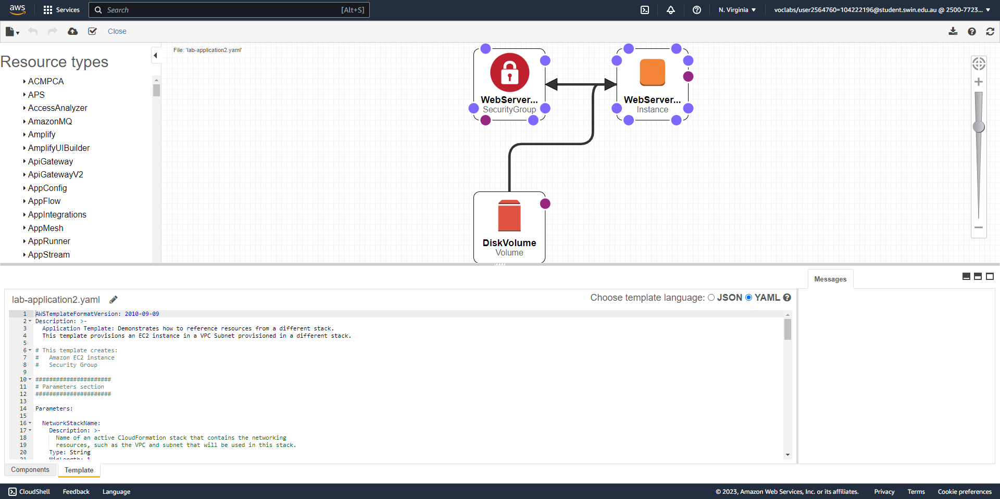 aws
Services
Search
[Alt+S]
N. Virginia
voclabs/user2564760=104222196@student.swin.edu.au @ 2500-7723...
Close
Resource types
ACMPCA
APS
AccessAnalyzer
AmazonMQ
Amplify
AmplifyUIBuilder
ApiGateway
ApiGatewayV2
AppConfig
AppFlow
AppIntegrations
AppMesh
AppRunner
AppStream
File: 'lab-application2.yaml'
WebServer...
SecurityGroup
WebServer...
Instance
DiskVolume
Volume
Messages
lab-application2.yaml
Choose template language: JSON YAML
1 AWSTemplateFormatVersion: 2010-09-09
2 Description: >-
3 Application Template: Demonstrates how to reference resources from a different stack.
4 This template provisions an EC2 instance in a VPC Subnet provisioned in a different stack.
5
6 # This template creates:
7 # Amazon EC2 instance
8 # Security Group
9
10 ######################
11 # Parameters section
12 ######################
13
14 Parameters:
15
16 NetworkStackName:
17 Description: >-
18 Name of an active CloudFormation stack that contains the networking
19 resources, such as the VPC and subnet that will be used in this stack.
20 Type: String
21 MinLength: 1
Components
Template
CloudShell
Feedback
Language
© 2023, Amazon Web Services, Inc. or its affiliates.
Privacy
Terms
Cookie preferences